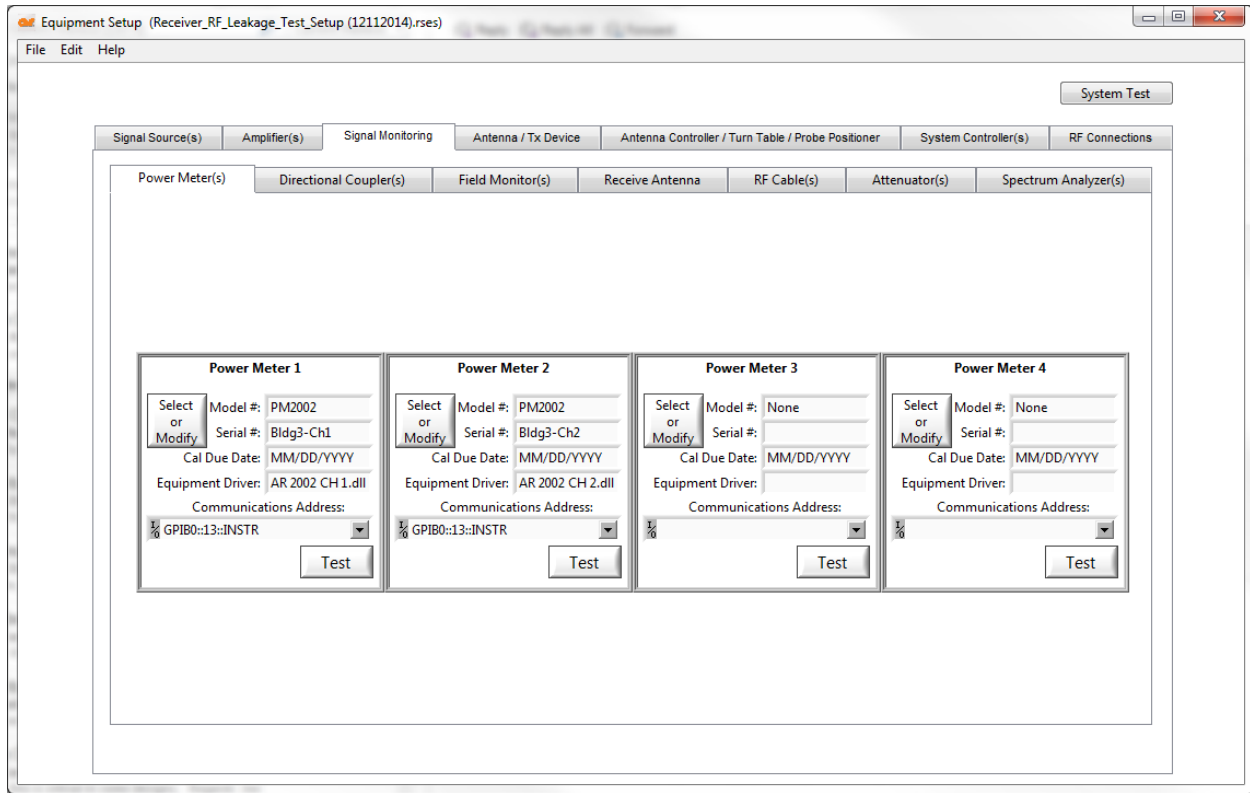 Equipment Setup (Receiver_RF_Leakage_Test_Setup (12112014).rses)
File Edit Help
System Test
Signal Source(s) Amplifier(s) Signal Monitoring Antenna / Tx Device Antenna Controller / Turn Table / Probe Positioner System Controller(s) RF Connections
Power Meter(s) Directional Coupler(s) Field Monitor(s) Receive Antenna RF Cable(s) Attenuator(s) Spectrum Analyzer(s)
Power Meter 1
Select or Modify
Model #: PM2002
Serial #: Bldg3-Ch1
Cal Due Date: MM/DD/YYYY
Equipment Driver: AR 2002 CH 1.dll
Communications Address:
I/O GPIB0::13::INSTR
Test
Power Meter 2
Select or Modify
Model #: PM2002
Serial #: Bldg3-Ch2
Cal Due Date: MM/DD/YYYY
Equipment Driver: AR 2002 CH 2.dll
Communications Address:
I/O GPIB0::13::INSTR
Test
Power Meter 3
Select or Modify
Model #: None
Serial #:
Cal Due Date: MM/DD/YYYY
Equipment Driver:
Communications Address:
I/O
Test
Power Meter 4
Select or Modify
Model #: None
Serial #:
Cal Due Date: MM/DD/YYYY
Equipment Driver:
Communications Address:
I/O
Test